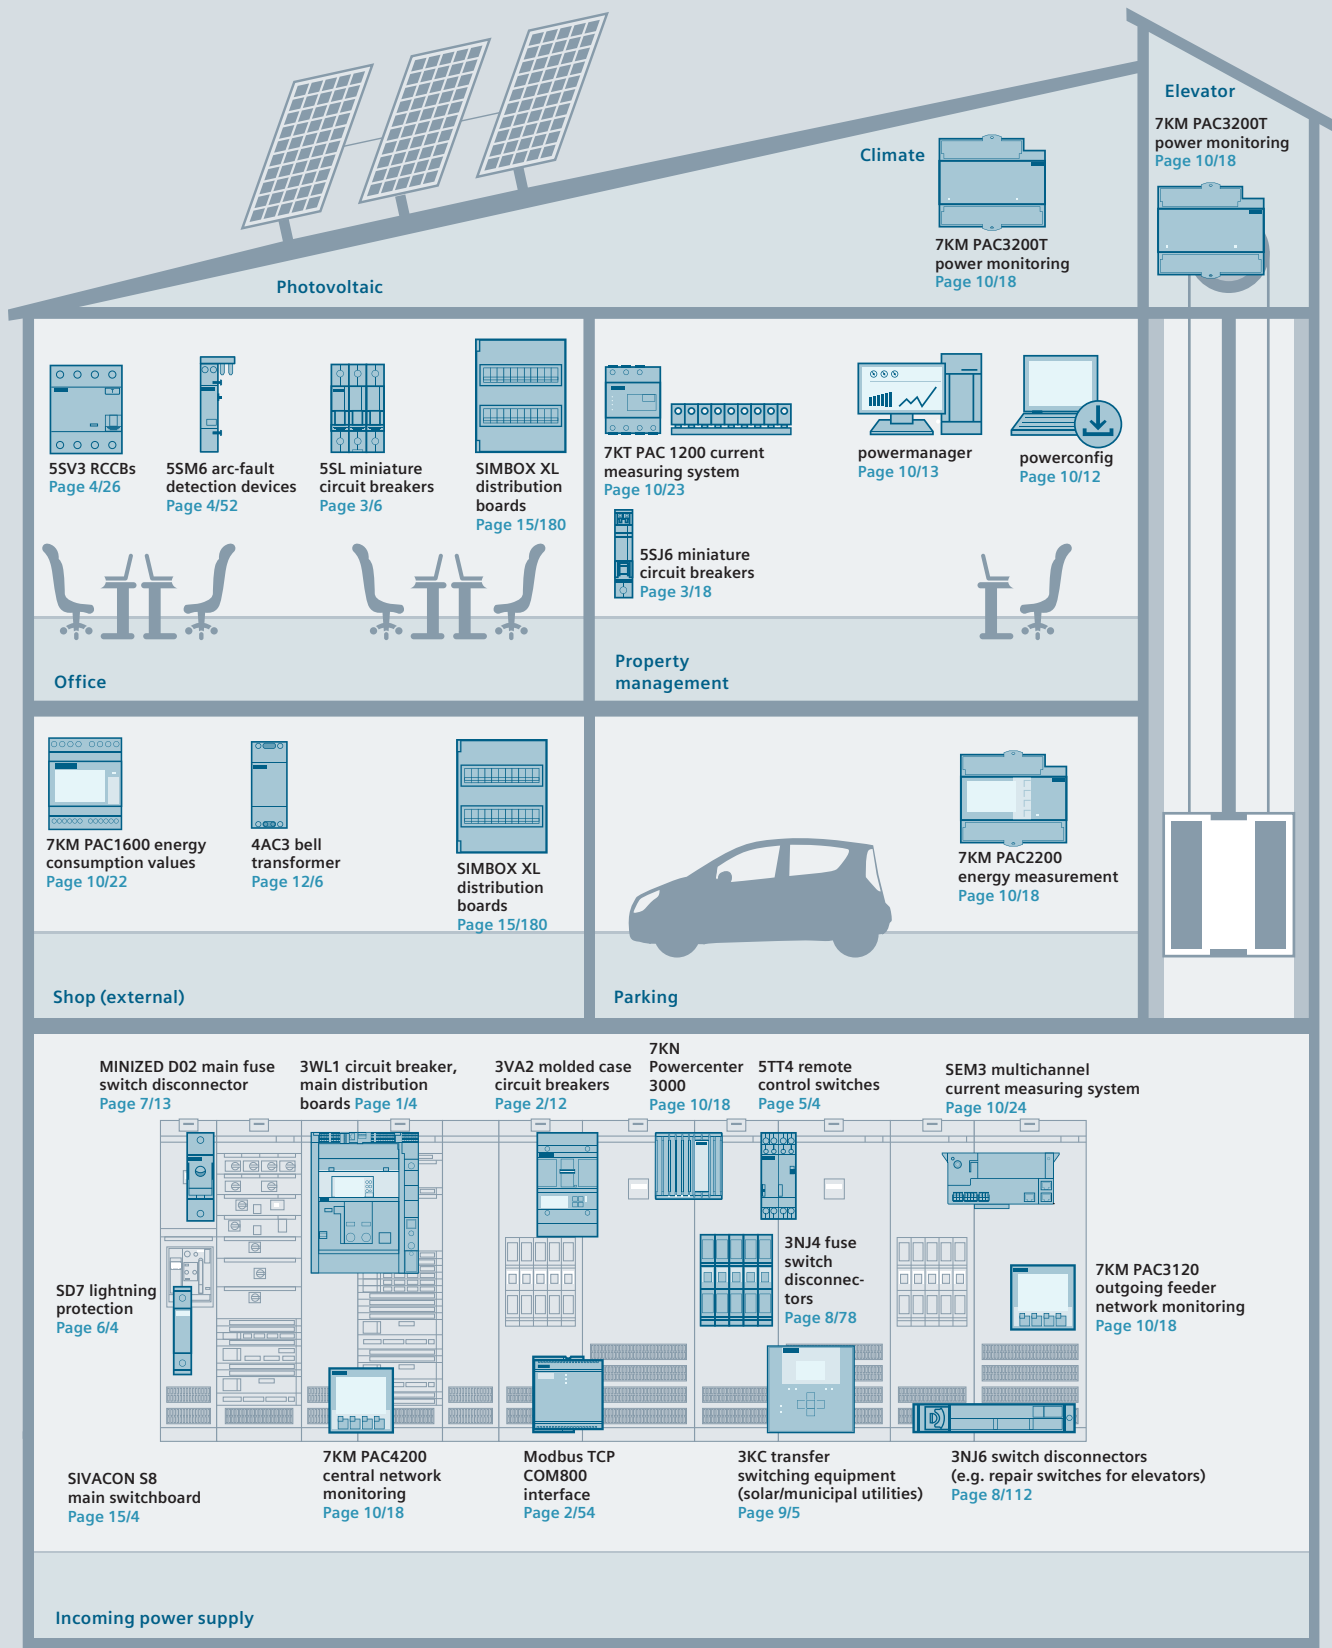 Elevator
7KM PAC3200T
power monitoring
Page 10/18
Climate
7KM PAC3200T
power monitoring
Page 10/18
Photovoltaic
5SV3 RCCBs
Page 4/26
5SM6 arc-fault
detection devices
Page 4/52
5SL miniature
circuit breakers
Page 3/6
SIMBOX XL
distribution
boards
Page 15/180
Office
7KT PAC 1200 current
measuring system
Page 10/23
powermanager
Page 10/13
powerconfig
Page 10/12
5SJ6 miniature
circuit breakers
Page 3/18
Property
management
7KM PAC1600 energy
consumption values
Page 10/22
4AC3 bell
transformer
Page 12/6
SIMBOX XL
distribution
boards
Page 15/180
Shop (external)
7KM PAC2200
energy measurement
Page 10/18
Parking
MINIZED D02 main fuse
switch disconnector
Page 7/13
3WL1 circuit breaker,
main distribution
boards Page 1/4
3VA2 molded case
circuit breakers
Page 2/12
7KN
Powercenter
3000
Page 10/18
5TT4 remote
control switches
Page 5/4
SEM3 multichannel
current measuring system
Page 10/24
SD7 lightning
protection
Page 6/4
3NJ4 fuse
switch
disconnec-
tors
Page 8/78
7KM PAC3120
outgoing feeder
network monitoring
Page 10/18
SIVACON S8
main switchboard
Page 15/4
7KM PAC4200
central network
monitoring
Page 10/18
Modbus TCP
COM800
interface
Page 2/54
3KC transfer
switching equipment
(solar/municipal utilities)
Page 9/5
3NJ6 switch disconnectors
(e.g. repair switches for elevators)
Page 8/112
Incoming power supply